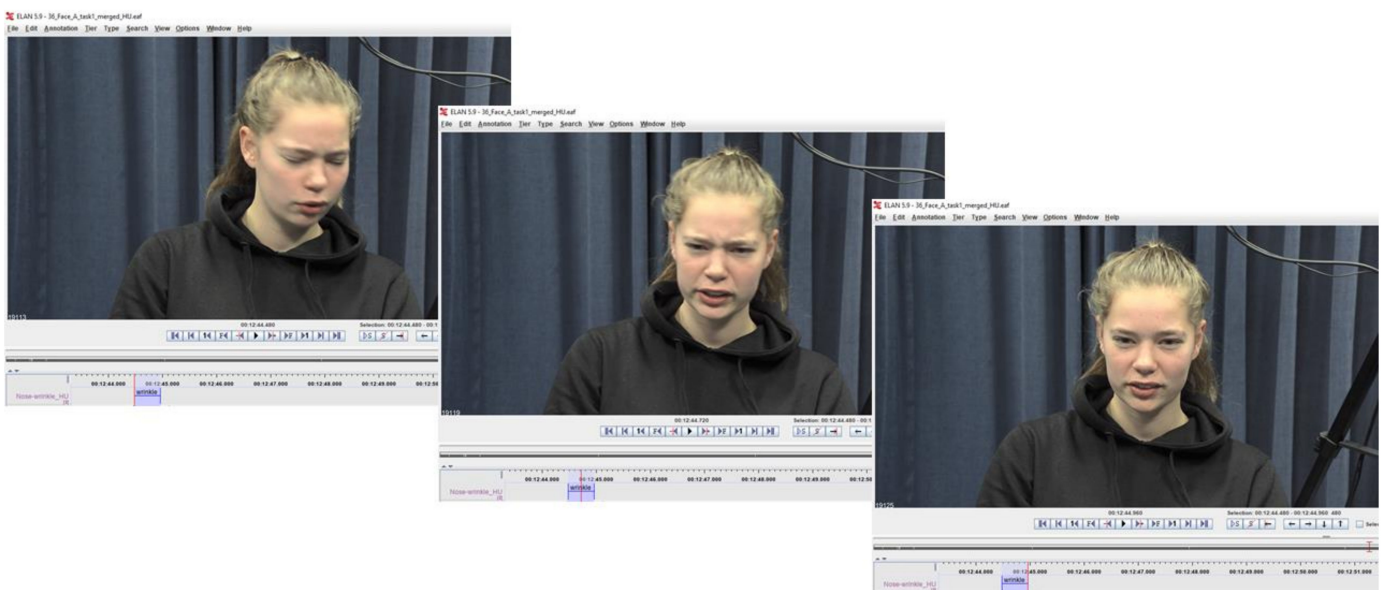 ELAN 5.9 - 36_Face_A_task1_merged_HU.eaf
File Edit Annotation Tier Type Search View Options Window Help
19113
00:12:44.480
Selection: 00:12:44.480 - 00:1
00:12:44.000 00:12:45.000 00:12:46.000 00:12:47.000 00:12:48.000 00:12:49.000 00:12:50
wrinkle
Nose-wrinkle_HU
ELAN 5.9 - 36_Face_A_task1_merged_HU.eaf
File Edit Annotation Tier Type Search View Options Window Help
19119
00:12:44.720
Selection: 00:12:44.480 - 00:1
00:12:44.000 00:12:45.000 00:12:46.000 00:12:47.000 00:12:48.000 00:12:49.000 00:12:50
wrinkle
Nose-wrinkle_HU
ELAN 5.9 - 36_Face_A_task1_merged_HU.eaf
File Edit Annotation Tier Type Search View Options Window Help
19125
00:12:44.960
Selection: 00:12:44.480 - 00:12:44.960 480
00:12:44.000 00:12:45.000 00:12:46.000 00:12:47.000 00:12:48.000 00:12:49.000 00:12:50.000 00:12:51.000
wrinkle
Nose-wrinkle_HU